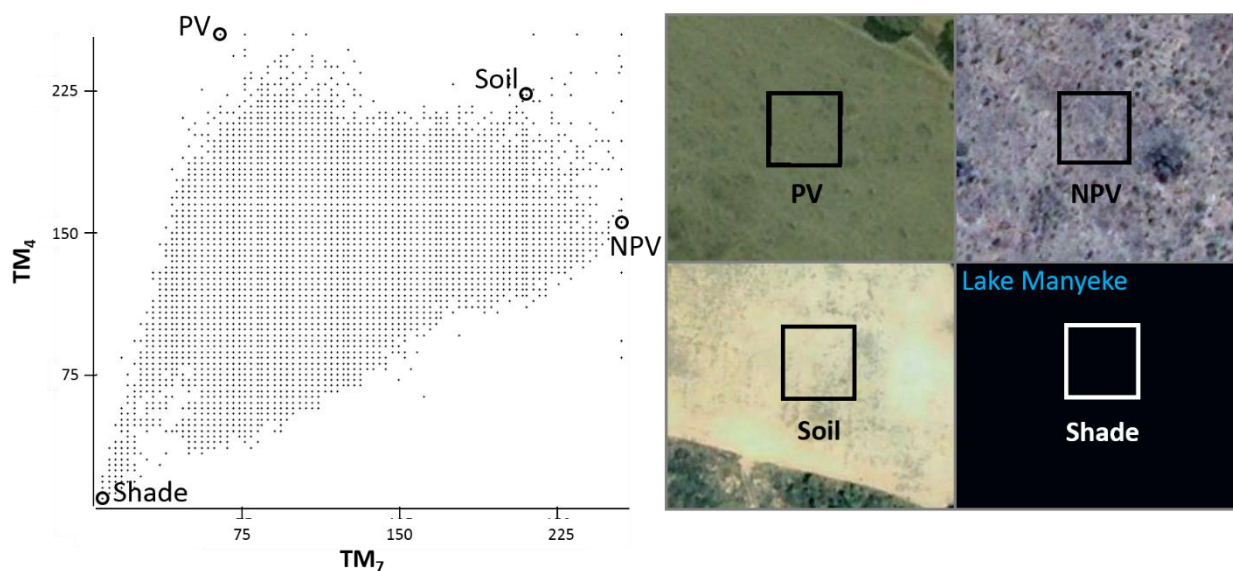 PV
Soil
225
150
NPV
TM4
75
Shade
75
150
225
TM7
PV
NPV
Soil
Lake Manyeke
Shade